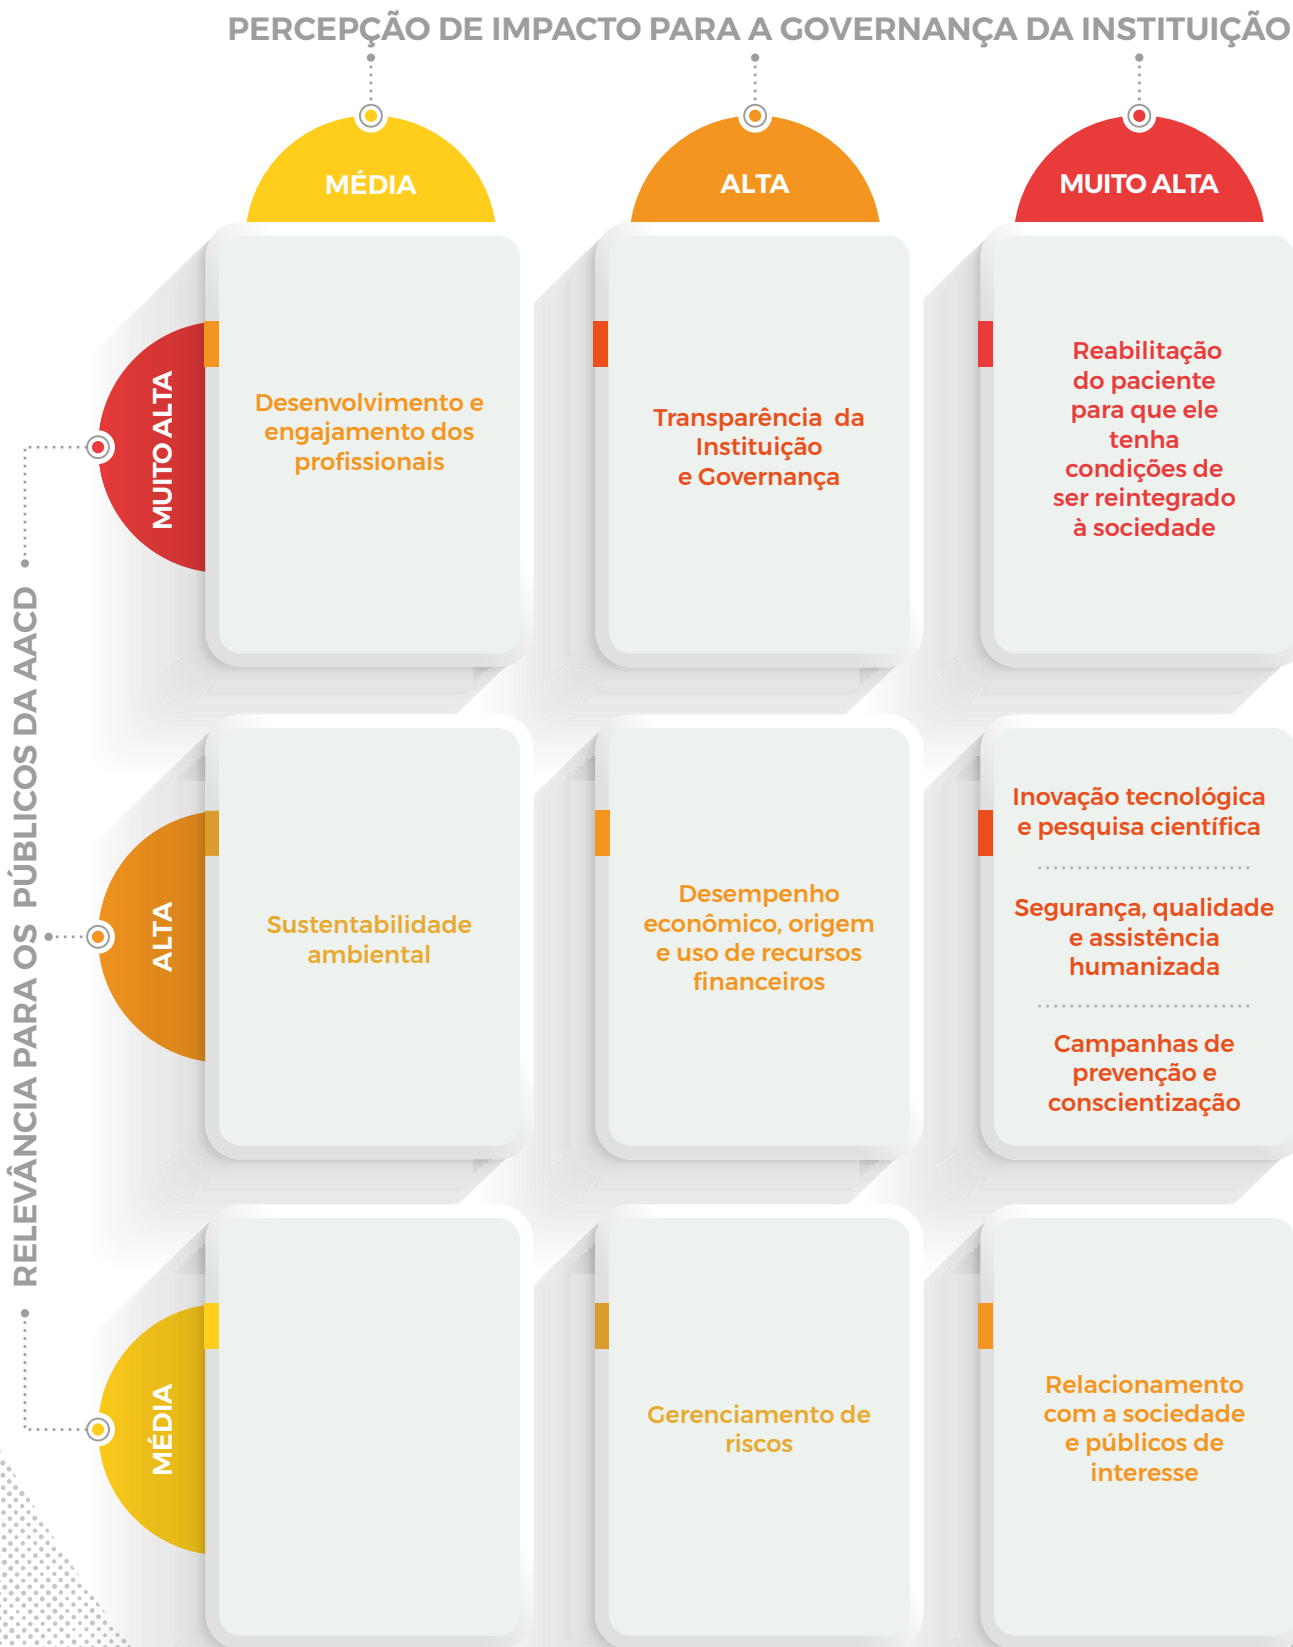 PERCEPÇÃO DE IMPACTO PARA A GOVERNANÇA DA INSTITUIÇÃO
MÉDIA
ALTA
MUITO ALTA
RELEVÂNCIA PARA OS PÚBLICOS DA AACD
MUITO ALTA
Desenvolvimento e
engajamento dos
profissionais
Transparência da
Instituição
e Governança
Reabilitação
do paciente
para que ele
tenha
condições de
ser reintegrado
à sociedade
ALTA
Sustentabilidade
ambiental
Desempenho
econômico, origem
e uso de recursos
financeiros
Inovação tecnológica
e pesquisa científica
Segurança, qualidade
e assistência
humanizada
Campanhas de
prevenção e
conscientização
MÉDIA
Gerenciamento de
riscos
Relacionamento
com a sociedade
e públicos de
interesse